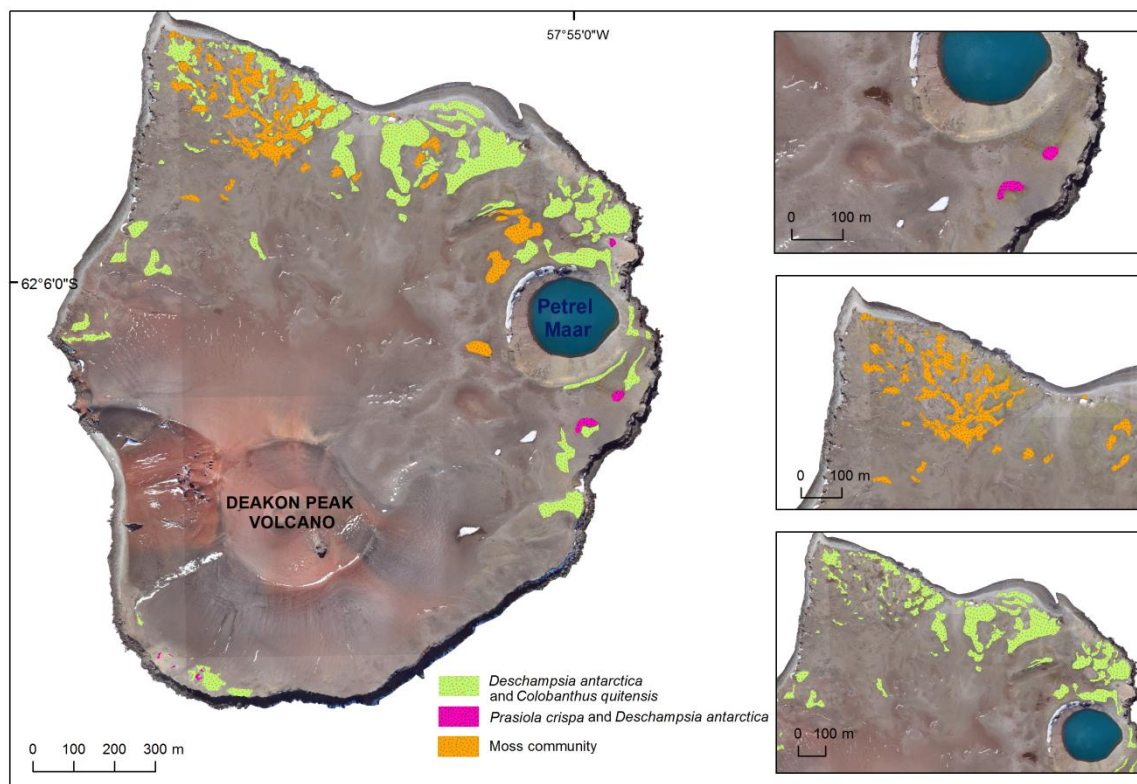 57°55'0"W
62°6'0"S
Petrel
Maar
DEAKON PEAK
VOLCANO
Deschampsia antarctica
and Colobanthus quitensis
Prasiola crispa and Deschampsia antarctica
Moss community
0 100 200 300 m
0 100 m
0 100 m
0 100 m